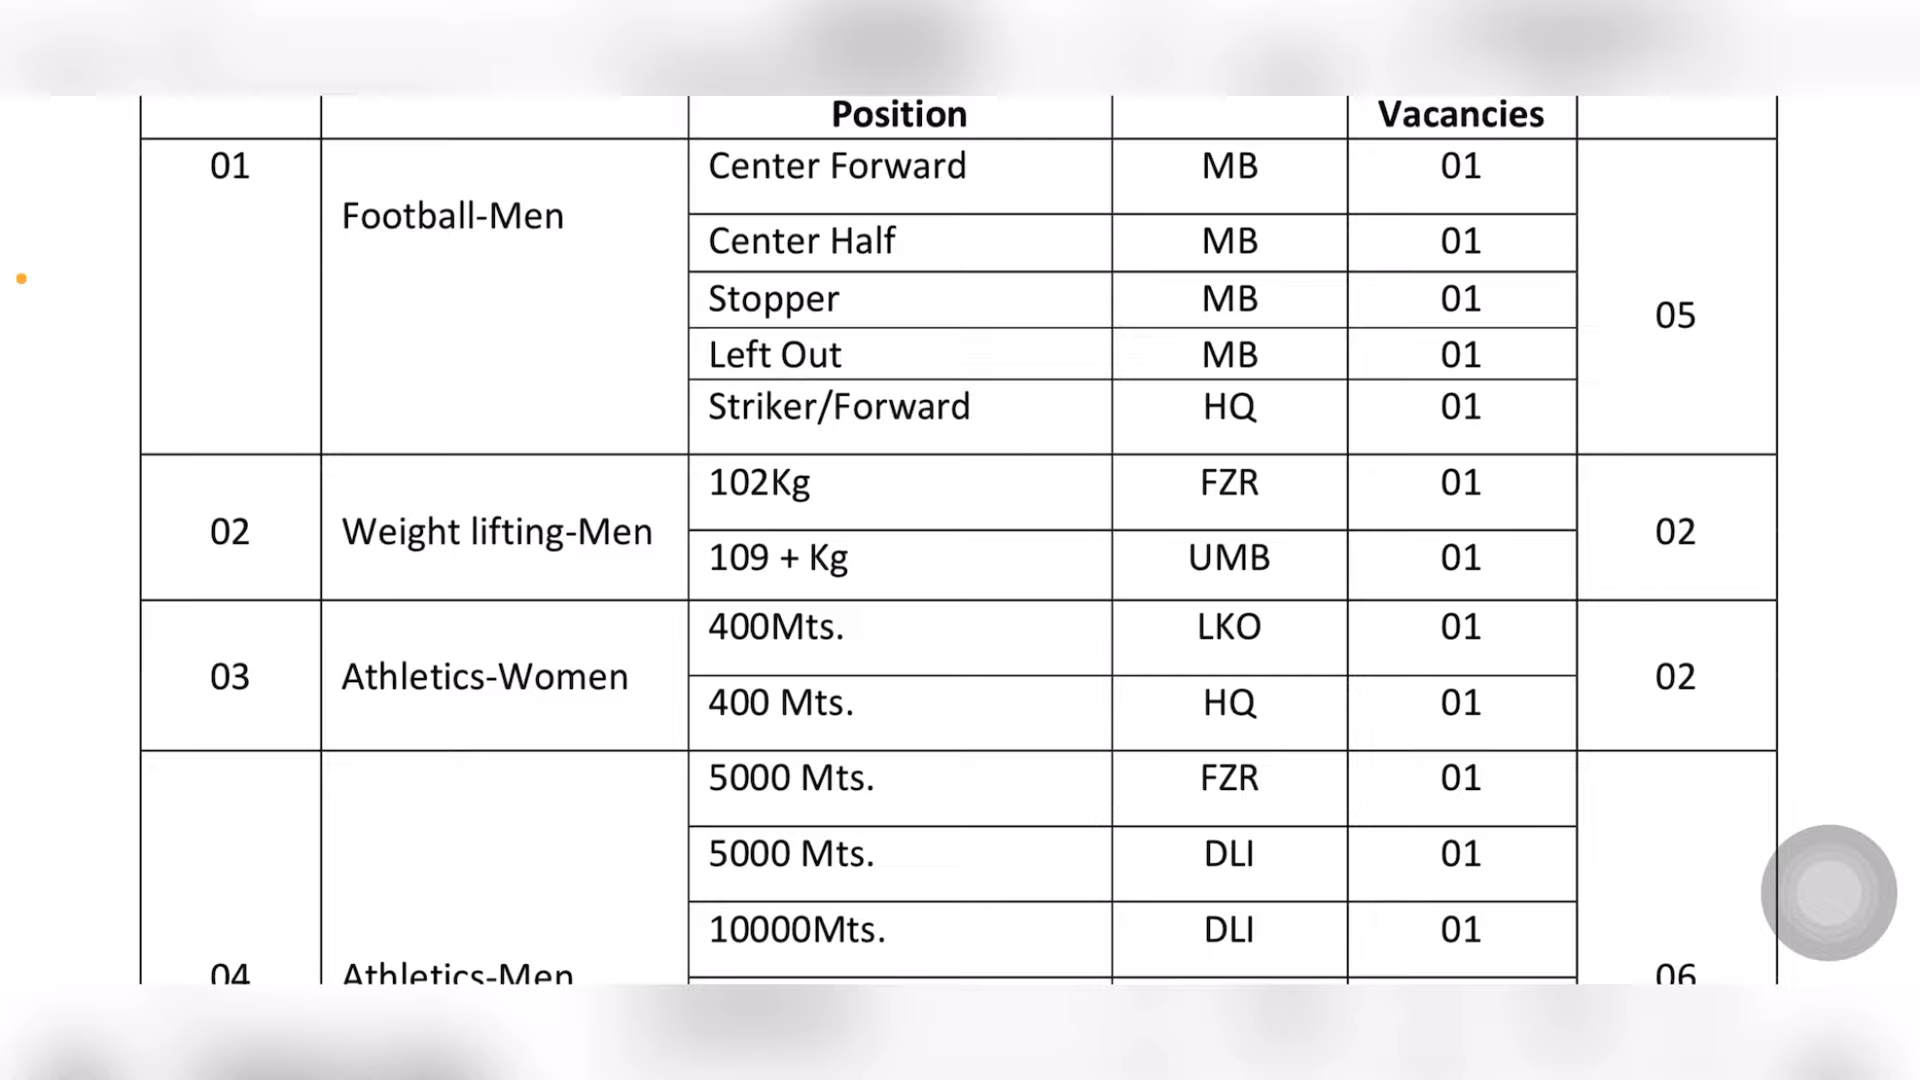 Position Vacancies
01 Football-Men Center Forward MB 01 05
Center Half MB 01
Stopper MB 01
Left Out MB 01
Striker/Forward HQ 01
02 Weight lifting-Men 102Kg FZR 01 02
109 + Kg UMB 01
03 Athletics-Women 400Mts. LKO 01 02
400 Mts. HQ 01
04 Athletics-Men 5000 Mts. FZR 01 06
5000 Mts. DLI 01
10000Mts. DLI 01